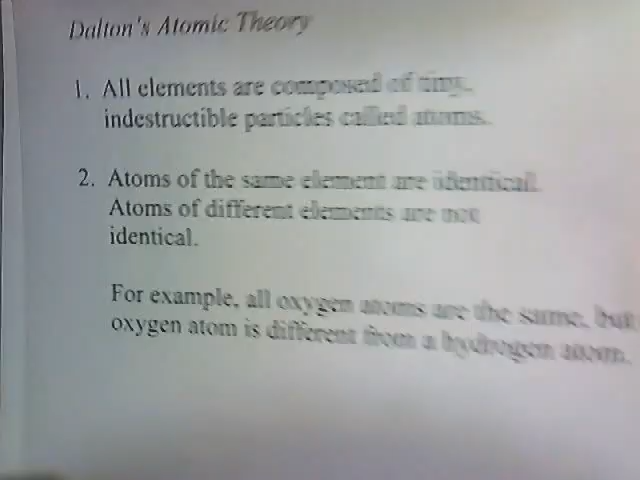 Dalton's Atomic Theory
1. All elements are composed of tiny,
indestructible particles called atoms.
2. Atoms of the same element are identical.
Atoms of different elements are not
identical.
For example, all oxygen atoms are the same, but
oxygen atom is different from a hydrogen atom.